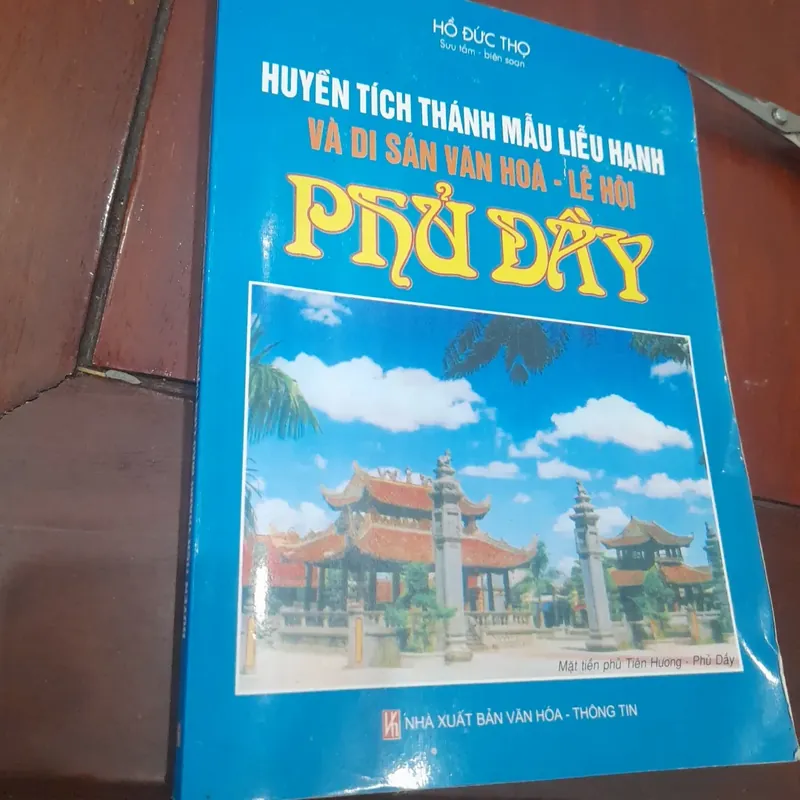 HỒ ĐỨC THỌ
Sưu tầm - biên soạn
HUYỀN TÍCH THÁNH MẪU LIỄU HẠNH
VÀ DI SẢN VĂN HOÁ - LỄ HỘI
PHỦ ĐẦY
Mặt tiền phủ Tiên Hương - Phủ Dầy
NHÀ XUẤT BẢN VĂN HÓA - THÔNG TIN